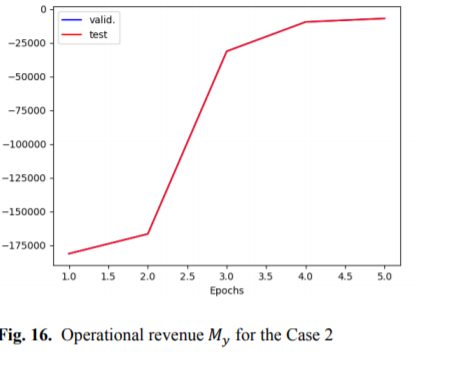 0
valid.
test
−25000
−50000
−75000
−100000
−125000
−150000
−175000
1.0 1.5 2.0 2.5 3.0 3.5 4.0 4.5 5.0
Epochs
Fig. 16. Operational revenue My for the Case 2